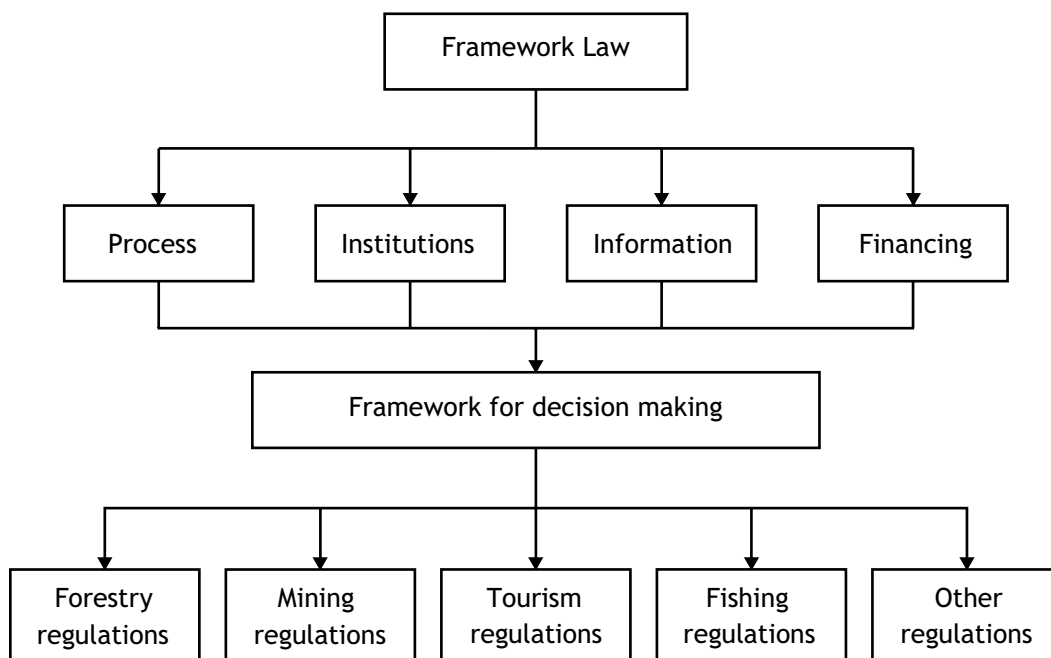 Framework Law
Process
Institutions
Information
Financing
Framework for decision making
Forestry
regulations
Mining
regulations
Tourism
regulations
Fishing
regulations
Other
regulations